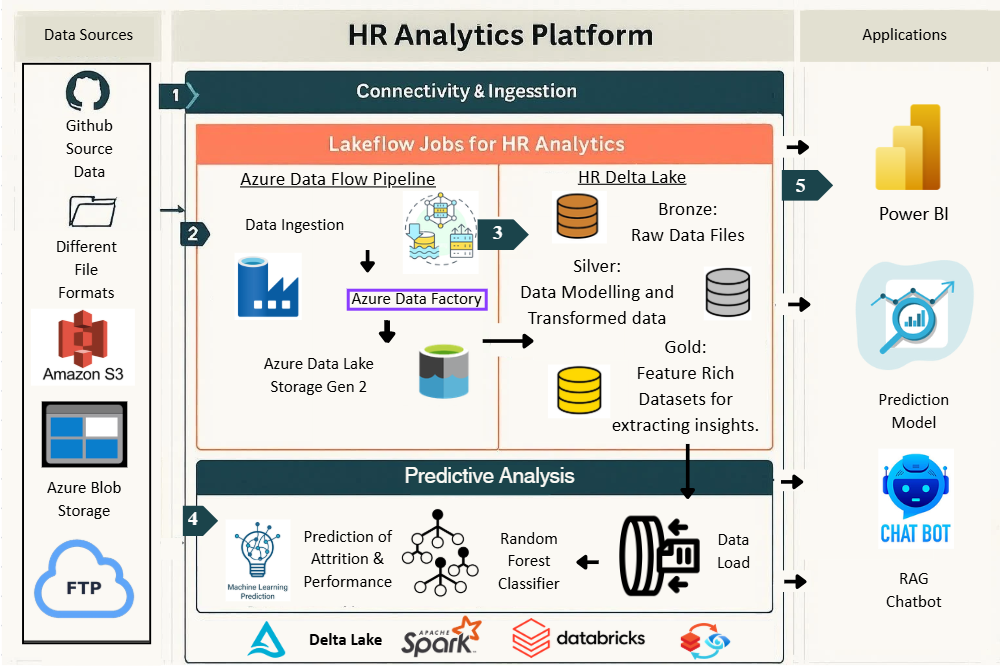 Data Sources
HR Analytics Platform
Applications
Github
Source
Data
Different
File
Formats
Amazon S3
Azure Blob
Storage
FTP
1
Connectivity & Ingesstion
Lakeflow Jobs for HR Analytics
2
Azure Data Flow Pipeline
Data Ingestion
Azure Data Factory
Azure Data Lake
Storage Gen 2
3
HR Delta Lake
Bronze:
Raw Data Files
Silver:
Data Modelling and
Transformed data
Gold:
Feature Rich
Datasets for
extracting insights.
Predictive Analysis
4
Machine Learning
Prediction
Prediction of
Attrition &
Performance
Random
Forest
Classifier
Data
Load
Delta Lake
APACHE
Spark
databricks
5
Power BI
Prediction
Model
CHAT BOT
RAG
Chatbot